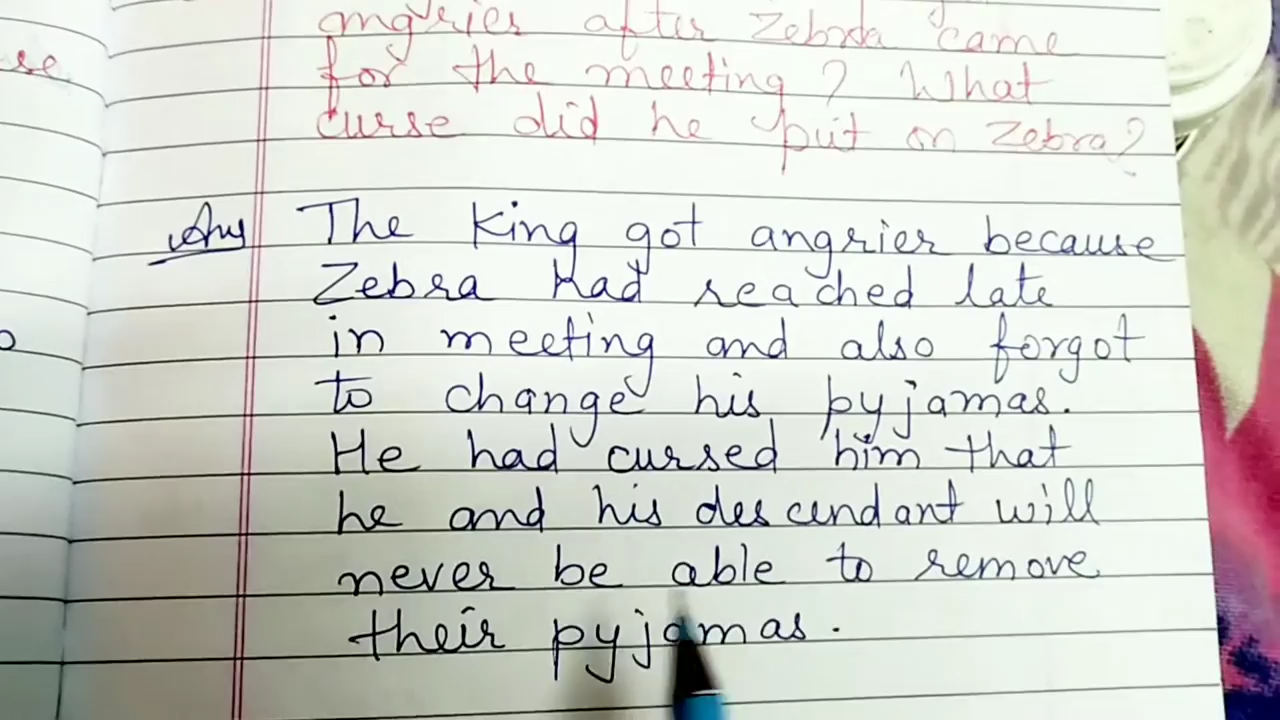 angrier after Zebra came
for the meeting? What
curse did he put on Zebra?
Ans The King got angrier because
Zebra had reached late
in meeting and also forgot
to change his pyjamas.
He had cursed him that
he and his descendant will
never be able to remove
their pyjamas.